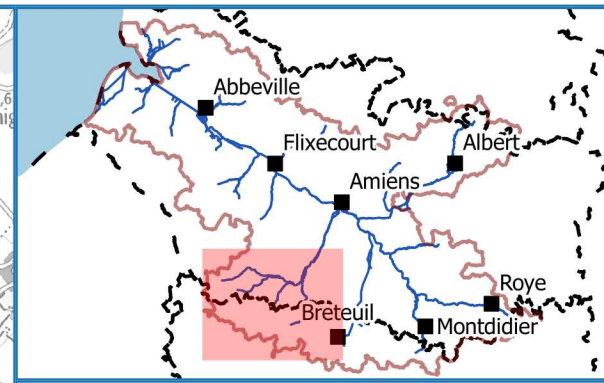 Abbeville
Flixecourt
Albert
Amiens
Roye
Breteuil
Montdidier